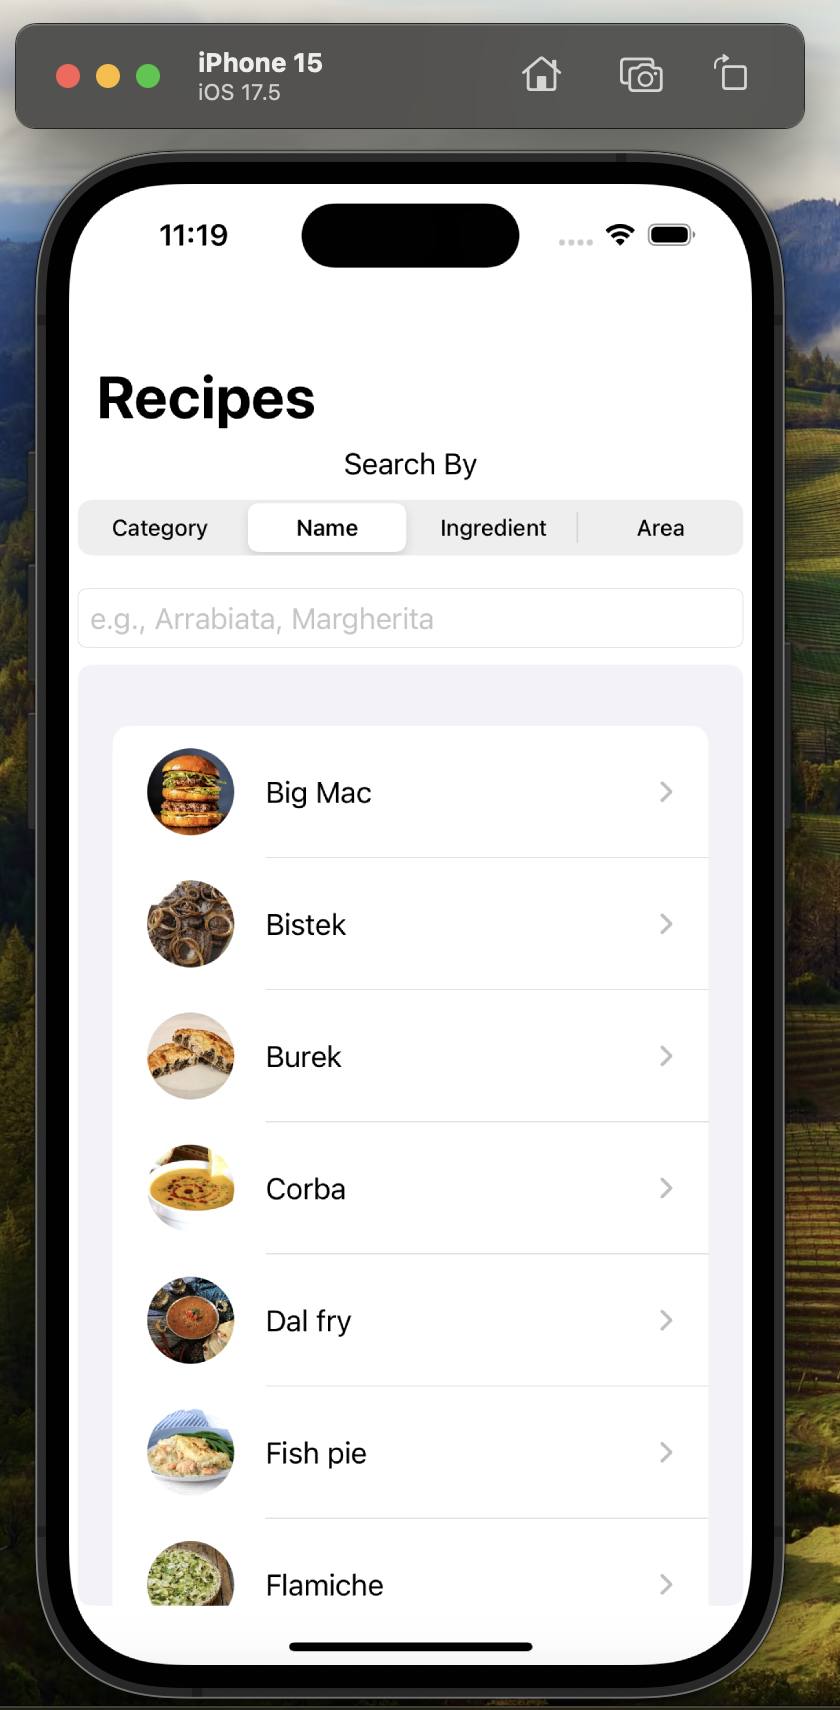 iPhone 15
iOS 17.5
11:19
Recipes
Search By
Category Name Ingredient Area
e.g., Arrabiata, Margherita
Big Mac
Bistek
Burek
Corba
Dal fry
Fish pie
Flamiche